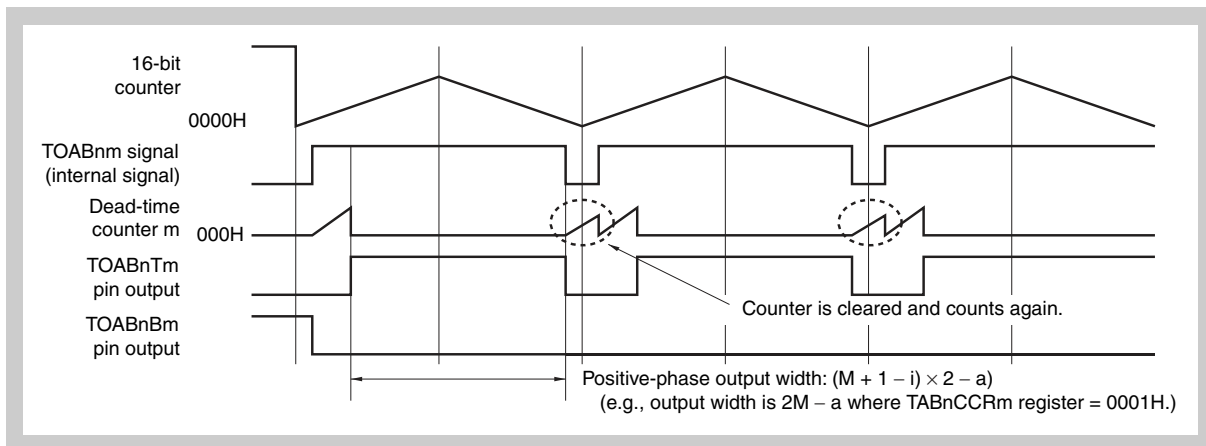 16-bit
counter
0000H
TOABnm signal
(internal signal)
Dead-time
counter m
000H
TOABnTm
pin output
Counter is cleared and counts again.
TOABnBm
pin output
Positive-phase output width: (M + 1 – i) × 2 – a)
(e.g., output width is 2M – a where TABnCCRm register = 0001H.)